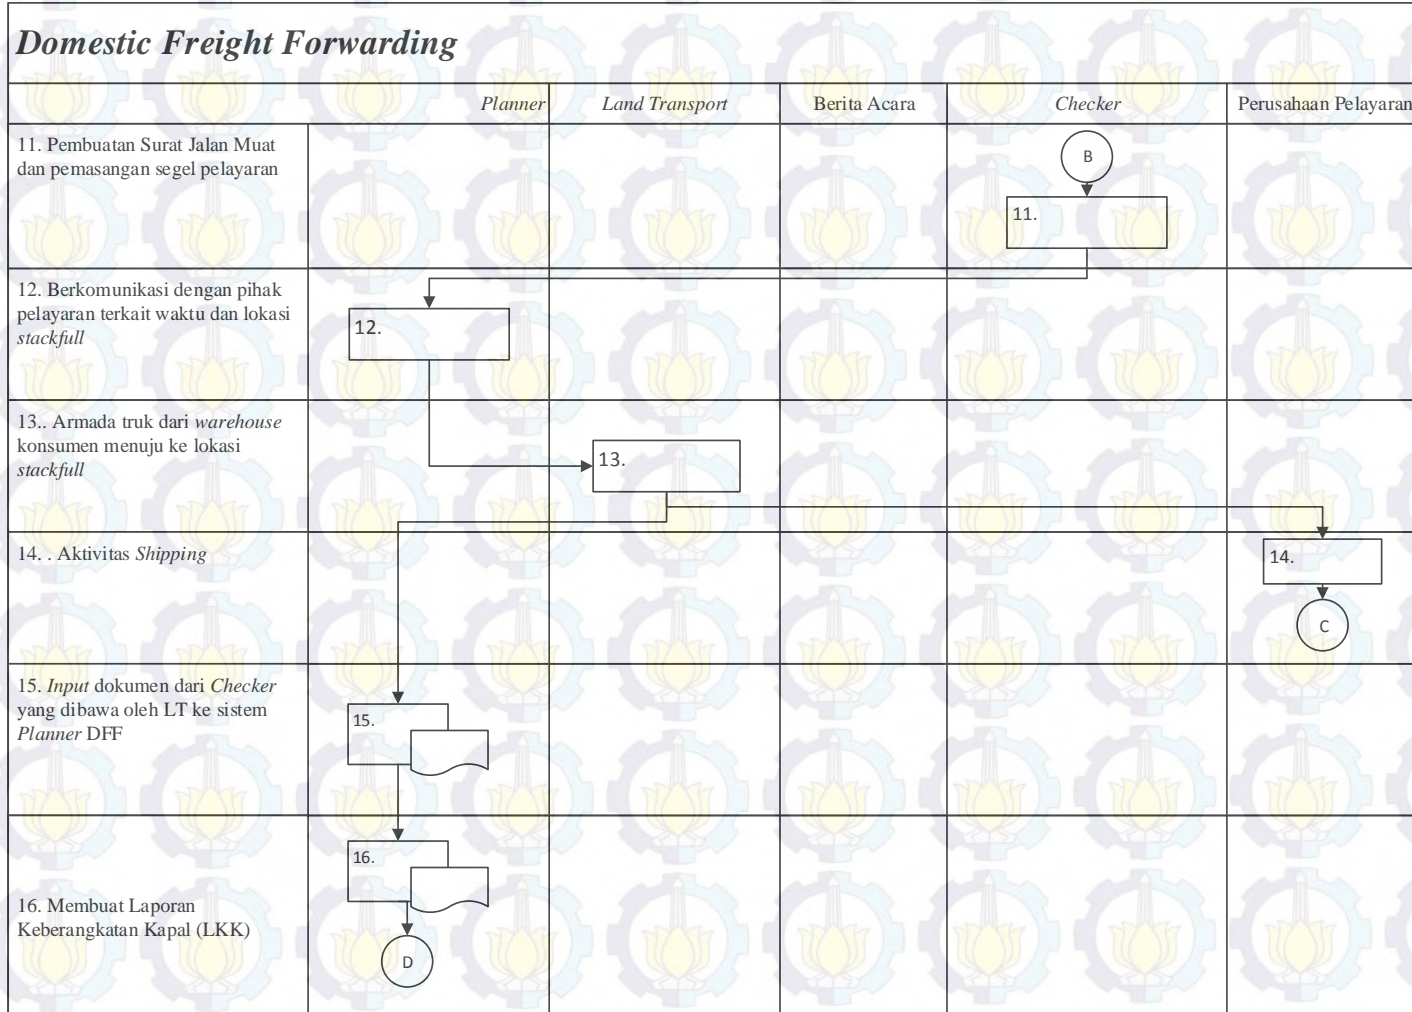 Domestic Freight Forwarding
Planner
Land Transport
Berita Acara
Checker
Perusahaan Pelayaran
11. Pembuatan Surat Jalan Muat
dan pemasangan segel pelayaran
B
11.
12. Berkomunikasi dengan pihak
pelayaran terkait waktu dan lokasi
stackfull
12.
13.. Armada truk dari warehouse
konsumen menuju ke lokasi
stackfull
13.
14. . Aktivitas Shipping
14.
C
15. Input dokumen dari Checker
yang dibawa oleh LT ke sistem
Planner DFF
15.
16. Membuat Laporan
Keberangkatan Kapal (LKK)
16.
D